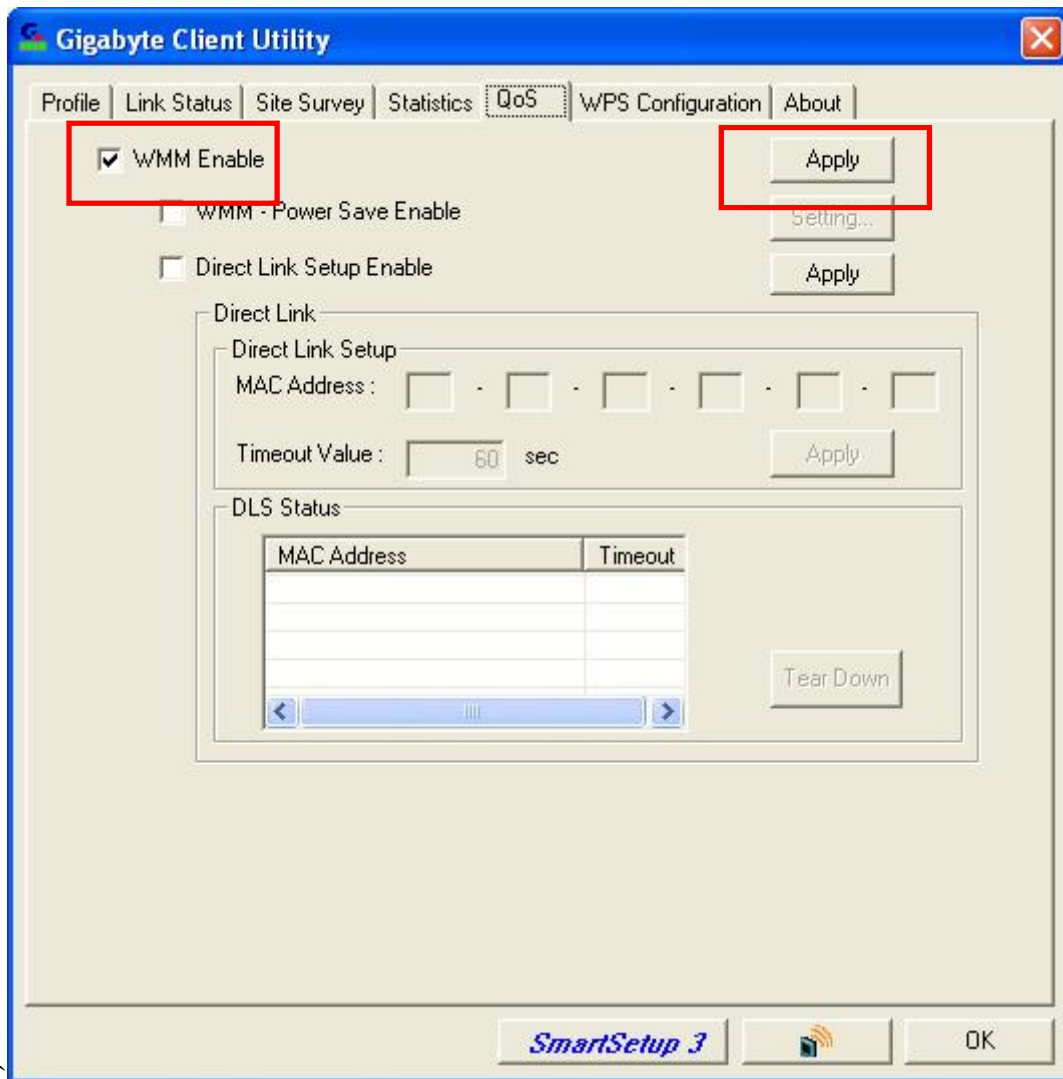 Gigabyte Client Utility
Profile Link Status Site Survey Statistics QoS WPS Configuration About
WMM Enable Apply
WMM - Power Save Enable Setting...
Direct Link Setup Enable Apply
Direct Link
Direct Link Setup
MAC Address : - - - - -
Timeout Value : 60 sec Apply
DLS Status
MAC Address Timeout
Tear Down
SmartSetup 3 OK